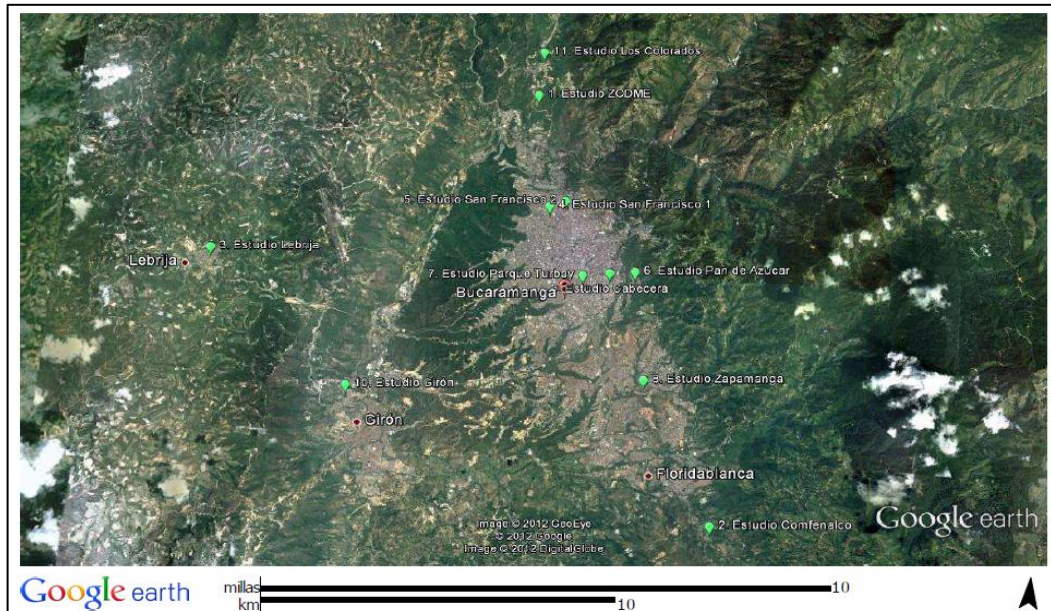 11. Estudio Los Colorados
1. Estudio ZODME
5. Estudio San Francisco 2
4. Estudio San Francisco 1
3. Estudio Lebrija
Lebrija
7. Estudio Parque Turbay
6. Estudio Pan de Azúcar
Bucaramanga
Estudio Cabecera
10. Estudio Girón
8. Estudio Zapamanga
Girón
Floridablanca
2. Estudio Comfenalco
Image © 2012 GeoEye
© 2012 Google
Image © 2012 DigitalGlobe
Google earth
Google earth
millas 10
km 10